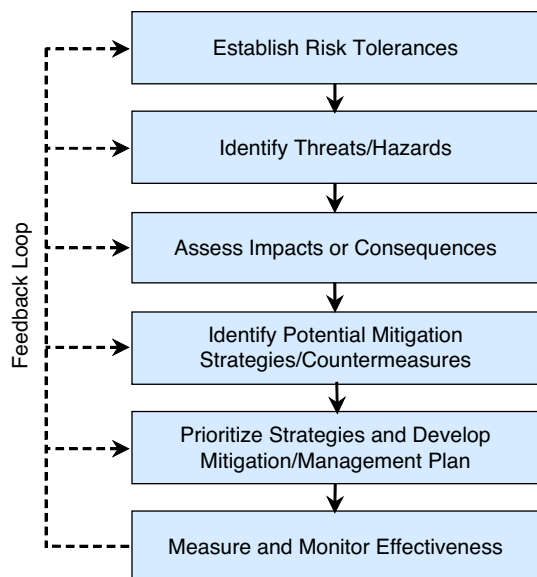 Establish Risk Tolerances
Identify Threats/Hazards
Assess Impacts or Consequences
Identify Potential Mitigation
Strategies/Countermeasures
Prioritize Strategies and Develop
Mitigation/Management Plan
Measure and Monitor Effectiveness
Feedback Loop